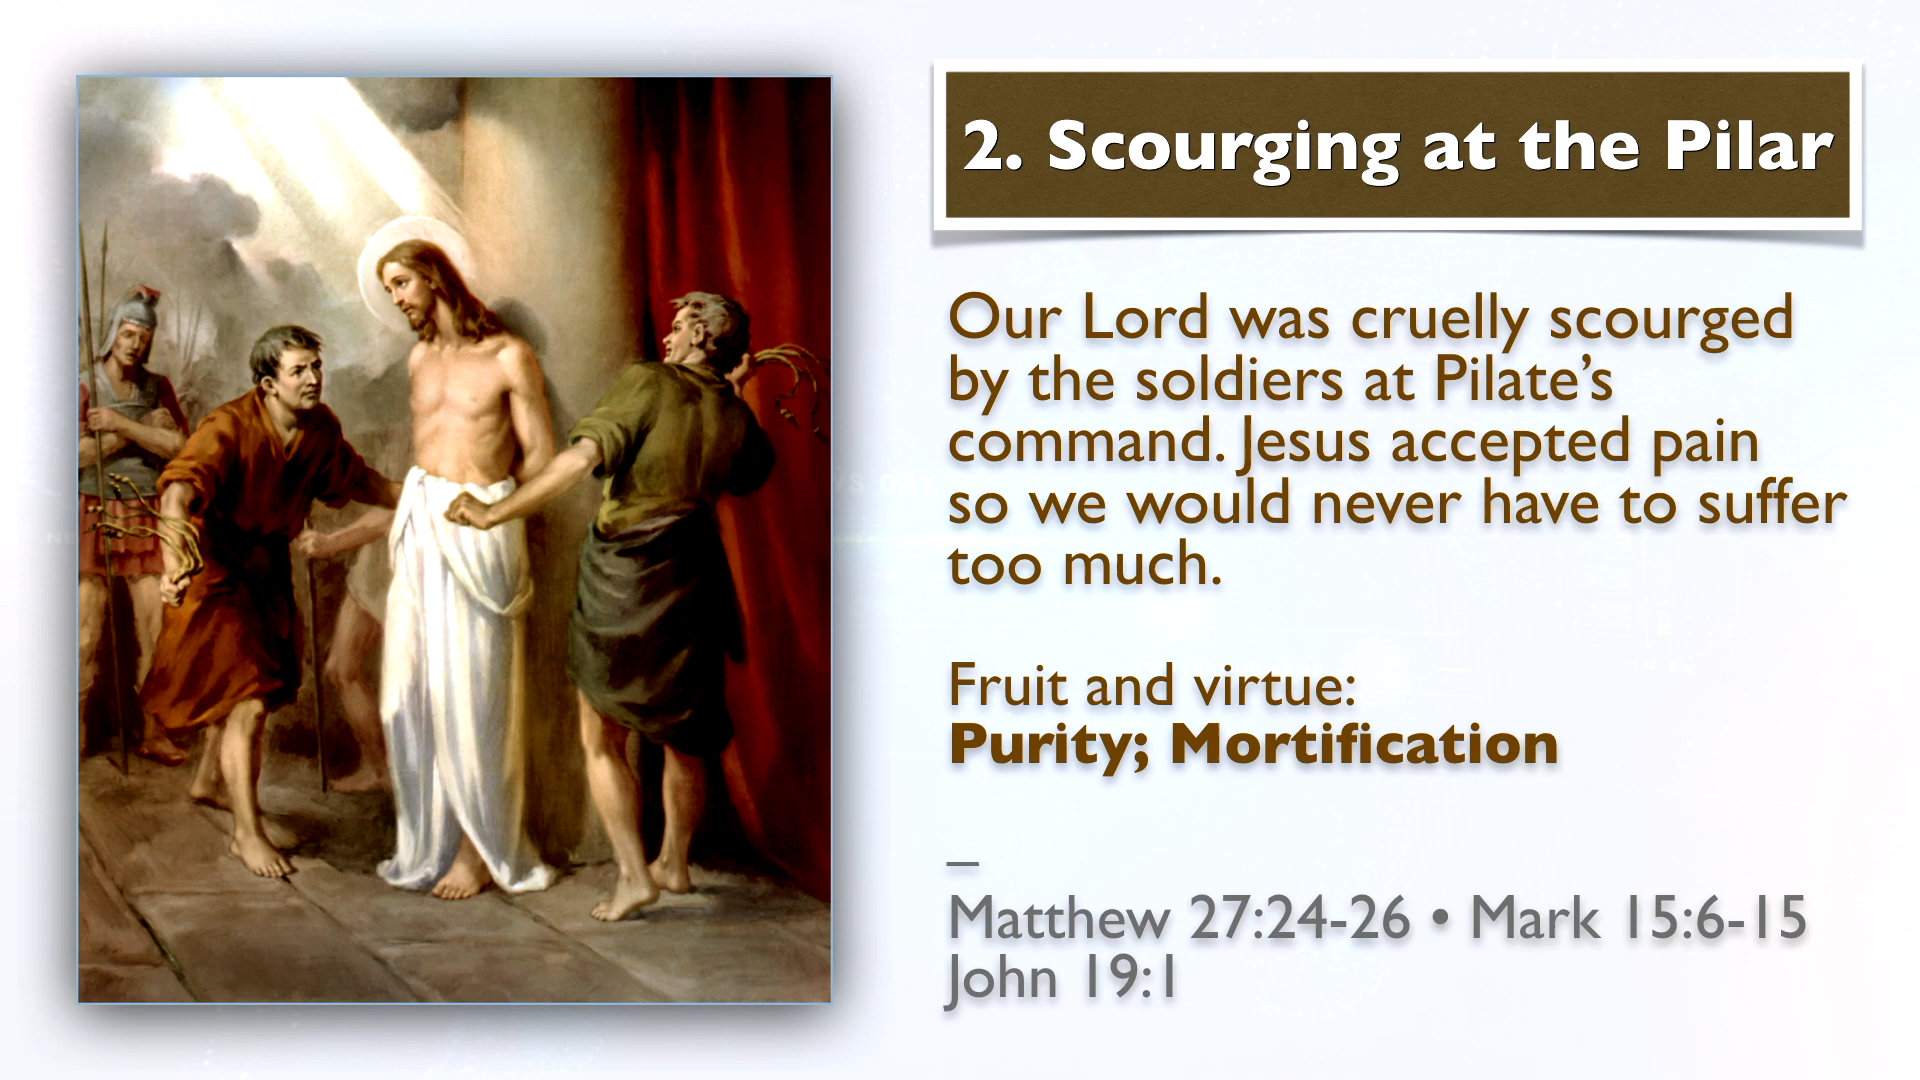 2. Scourging at the Pilar
Our Lord was cruelly scourged
by the soldiers at Pilate’s
command. Jesus accepted pain
so we would never have to suffer
too much.
Fruit and virtue:
Purity; Mortification
–
Matthew 27:24-26 • Mark 15:6-15
John 19:1